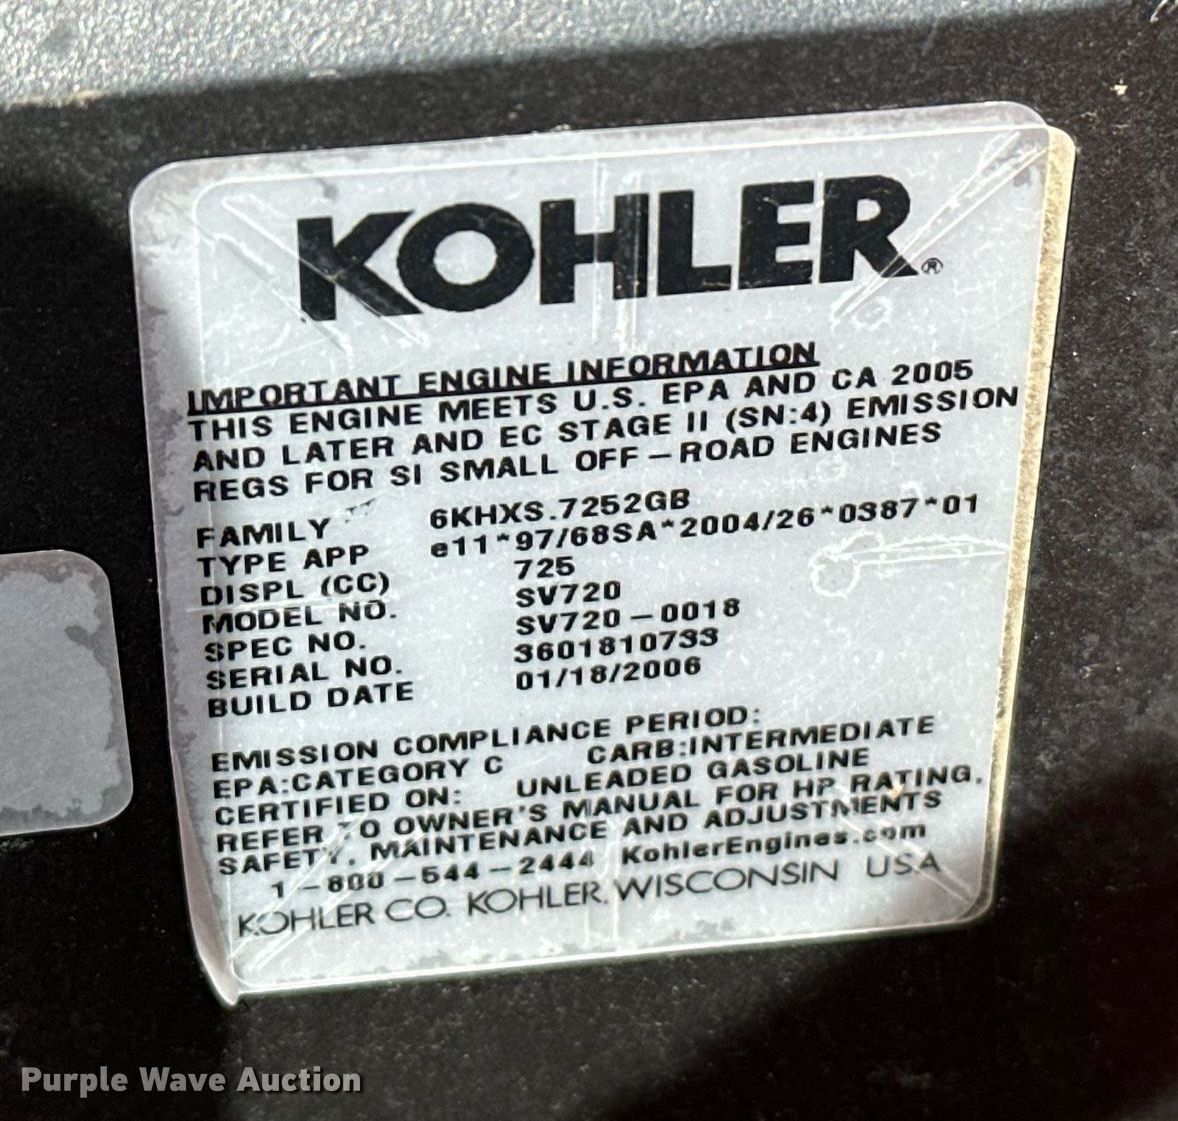 KOHLER®
IMPORTANT ENGINE INFORMATION
THIS ENGINE MEETS U.S. EPA AND CA 2005
AND LATER AND EC STAGE II (SN:4) EMISSION
REGS FOR SI SMALL OFF-ROAD ENGINES
FAMILY 6KHXS.7252GB
TYPE APP e11*97/68SA*2004/26*0387*01
DISPL (CC) 725
MODEL NO. SV720
SPEC NO. SV720-0018
SERIAL NO. 3601810733
BUILD DATE 01/18/2006
EMISSION COMPLIANCE PERIOD:
EPA:CATEGORY C CARB:INTERMEDIATE
CERTIFIED ON: UNLEADED GASOLINE
REFER TO OWNER'S MANUAL FOR HP RATING,
SAFETY, MAINTENANCE AND ADJUSTMENTS
1-800-544-2444 KohlerEngines.com
KOHLER CO. KOHLER, WISCONSIN USA
Purple Wave Auction